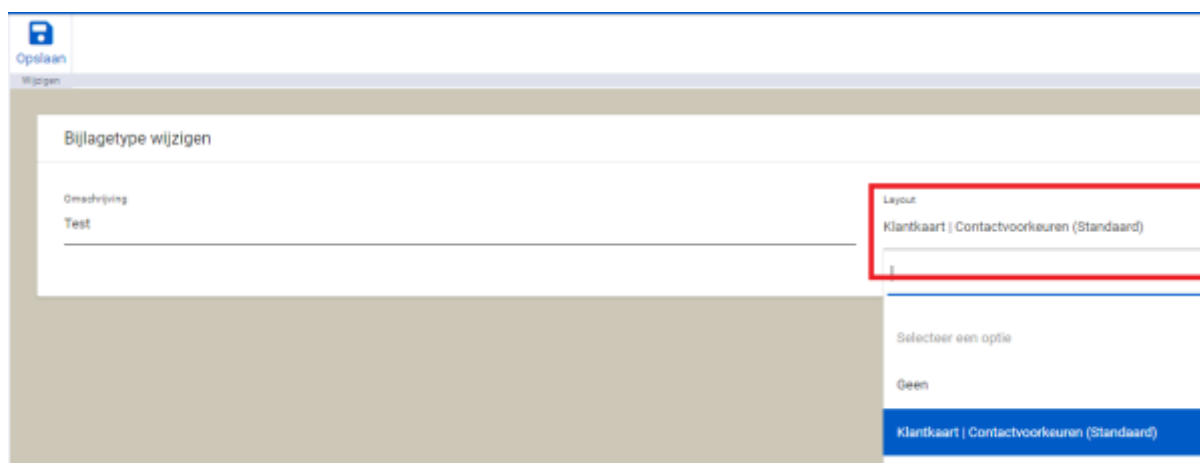 Opslaan
Wijzigen
Bijlagetype wijzigen
Omschrijving
Test
Layout
Klantkaart | Contactvoorkeuren (Standaard)
Selecteer een optie
Geen
Klantkaart | Contactvoorkeuren (Standaard)